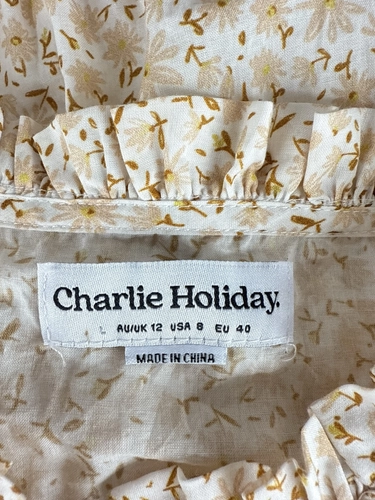 Charlie Holiday.
L AU/UK 12 USA 8 EU 40
MADE IN CHINA